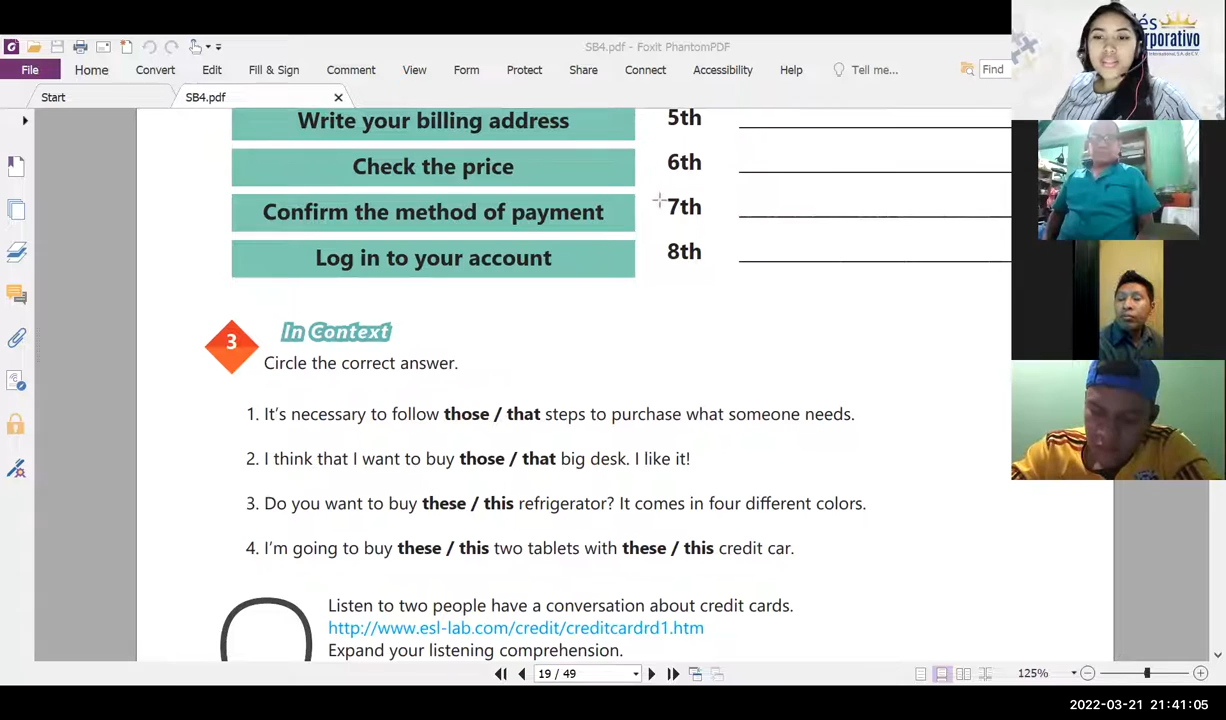 SB4.pdf - Foxit PhantomPDF
File Home Convert Edit Fill & Sign Comment View Form Protect Share Connect Accessibility Help Tell me... Find
Start SB4.pdf
Write your billing address 5th
Check the price 6th
Confirm the method of payment 7th
Log in to your account 8th
3 In Context
Circle the correct answer.
1. It's necessary to follow those / that steps to purchase what someone needs.
2. I think that I want to buy those / that big desk. I like it!
3. Do you want to buy these / this refrigerator? It comes in four different colors.
4. I'm going to buy these / this two tablets with these / this credit car.
Listen to two people have a conversation about credit cards.
http://www.esl-lab.com/credit/creditcardrd1.htm
Expand your listening comprehension.
19 / 49 125%
2022-03-21 21:41:05